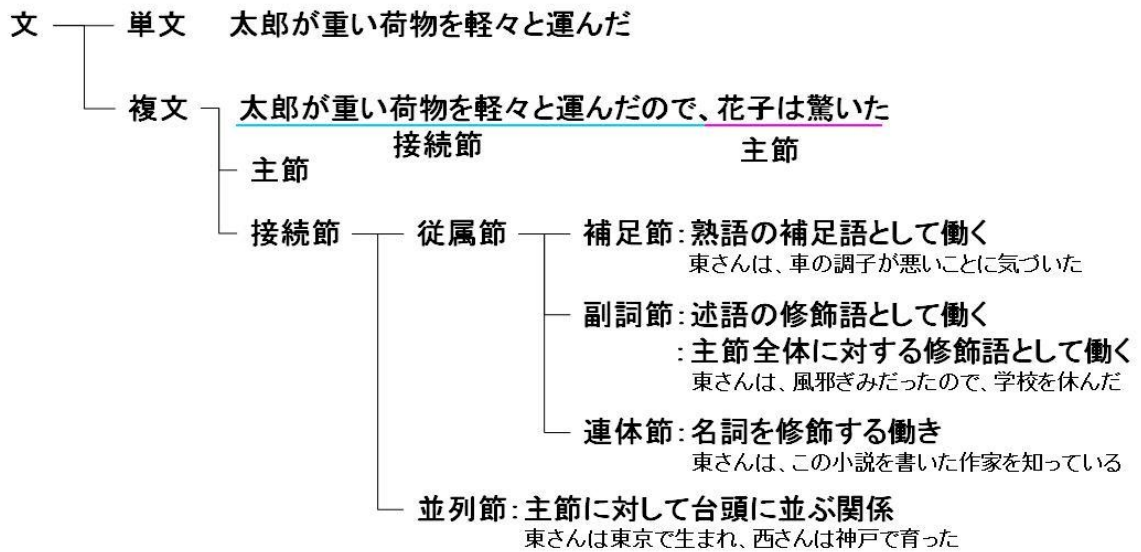 文 単文 太郎が重い荷物を軽々と運んだ
複文 太郎が重い荷物を軽々と運んだので、花子は驚いた
接続節 主節
主節
接続節 従属節 補足節:熟語の補足語として働く
東さんは、車の調子が悪いことに気づいた
副詞節:述語の修飾語として働く
:主節全体に対する修飾語として働く
東さんは、風邪ぎみだったので、学校を休んだ
連体節:名詞を修飾する働き
東さんは、この小説を書いた作家を知っている
並列節:主節に対して台頭に並ぶ関係
東さんは東京で生まれ、西さんは神戸で育った